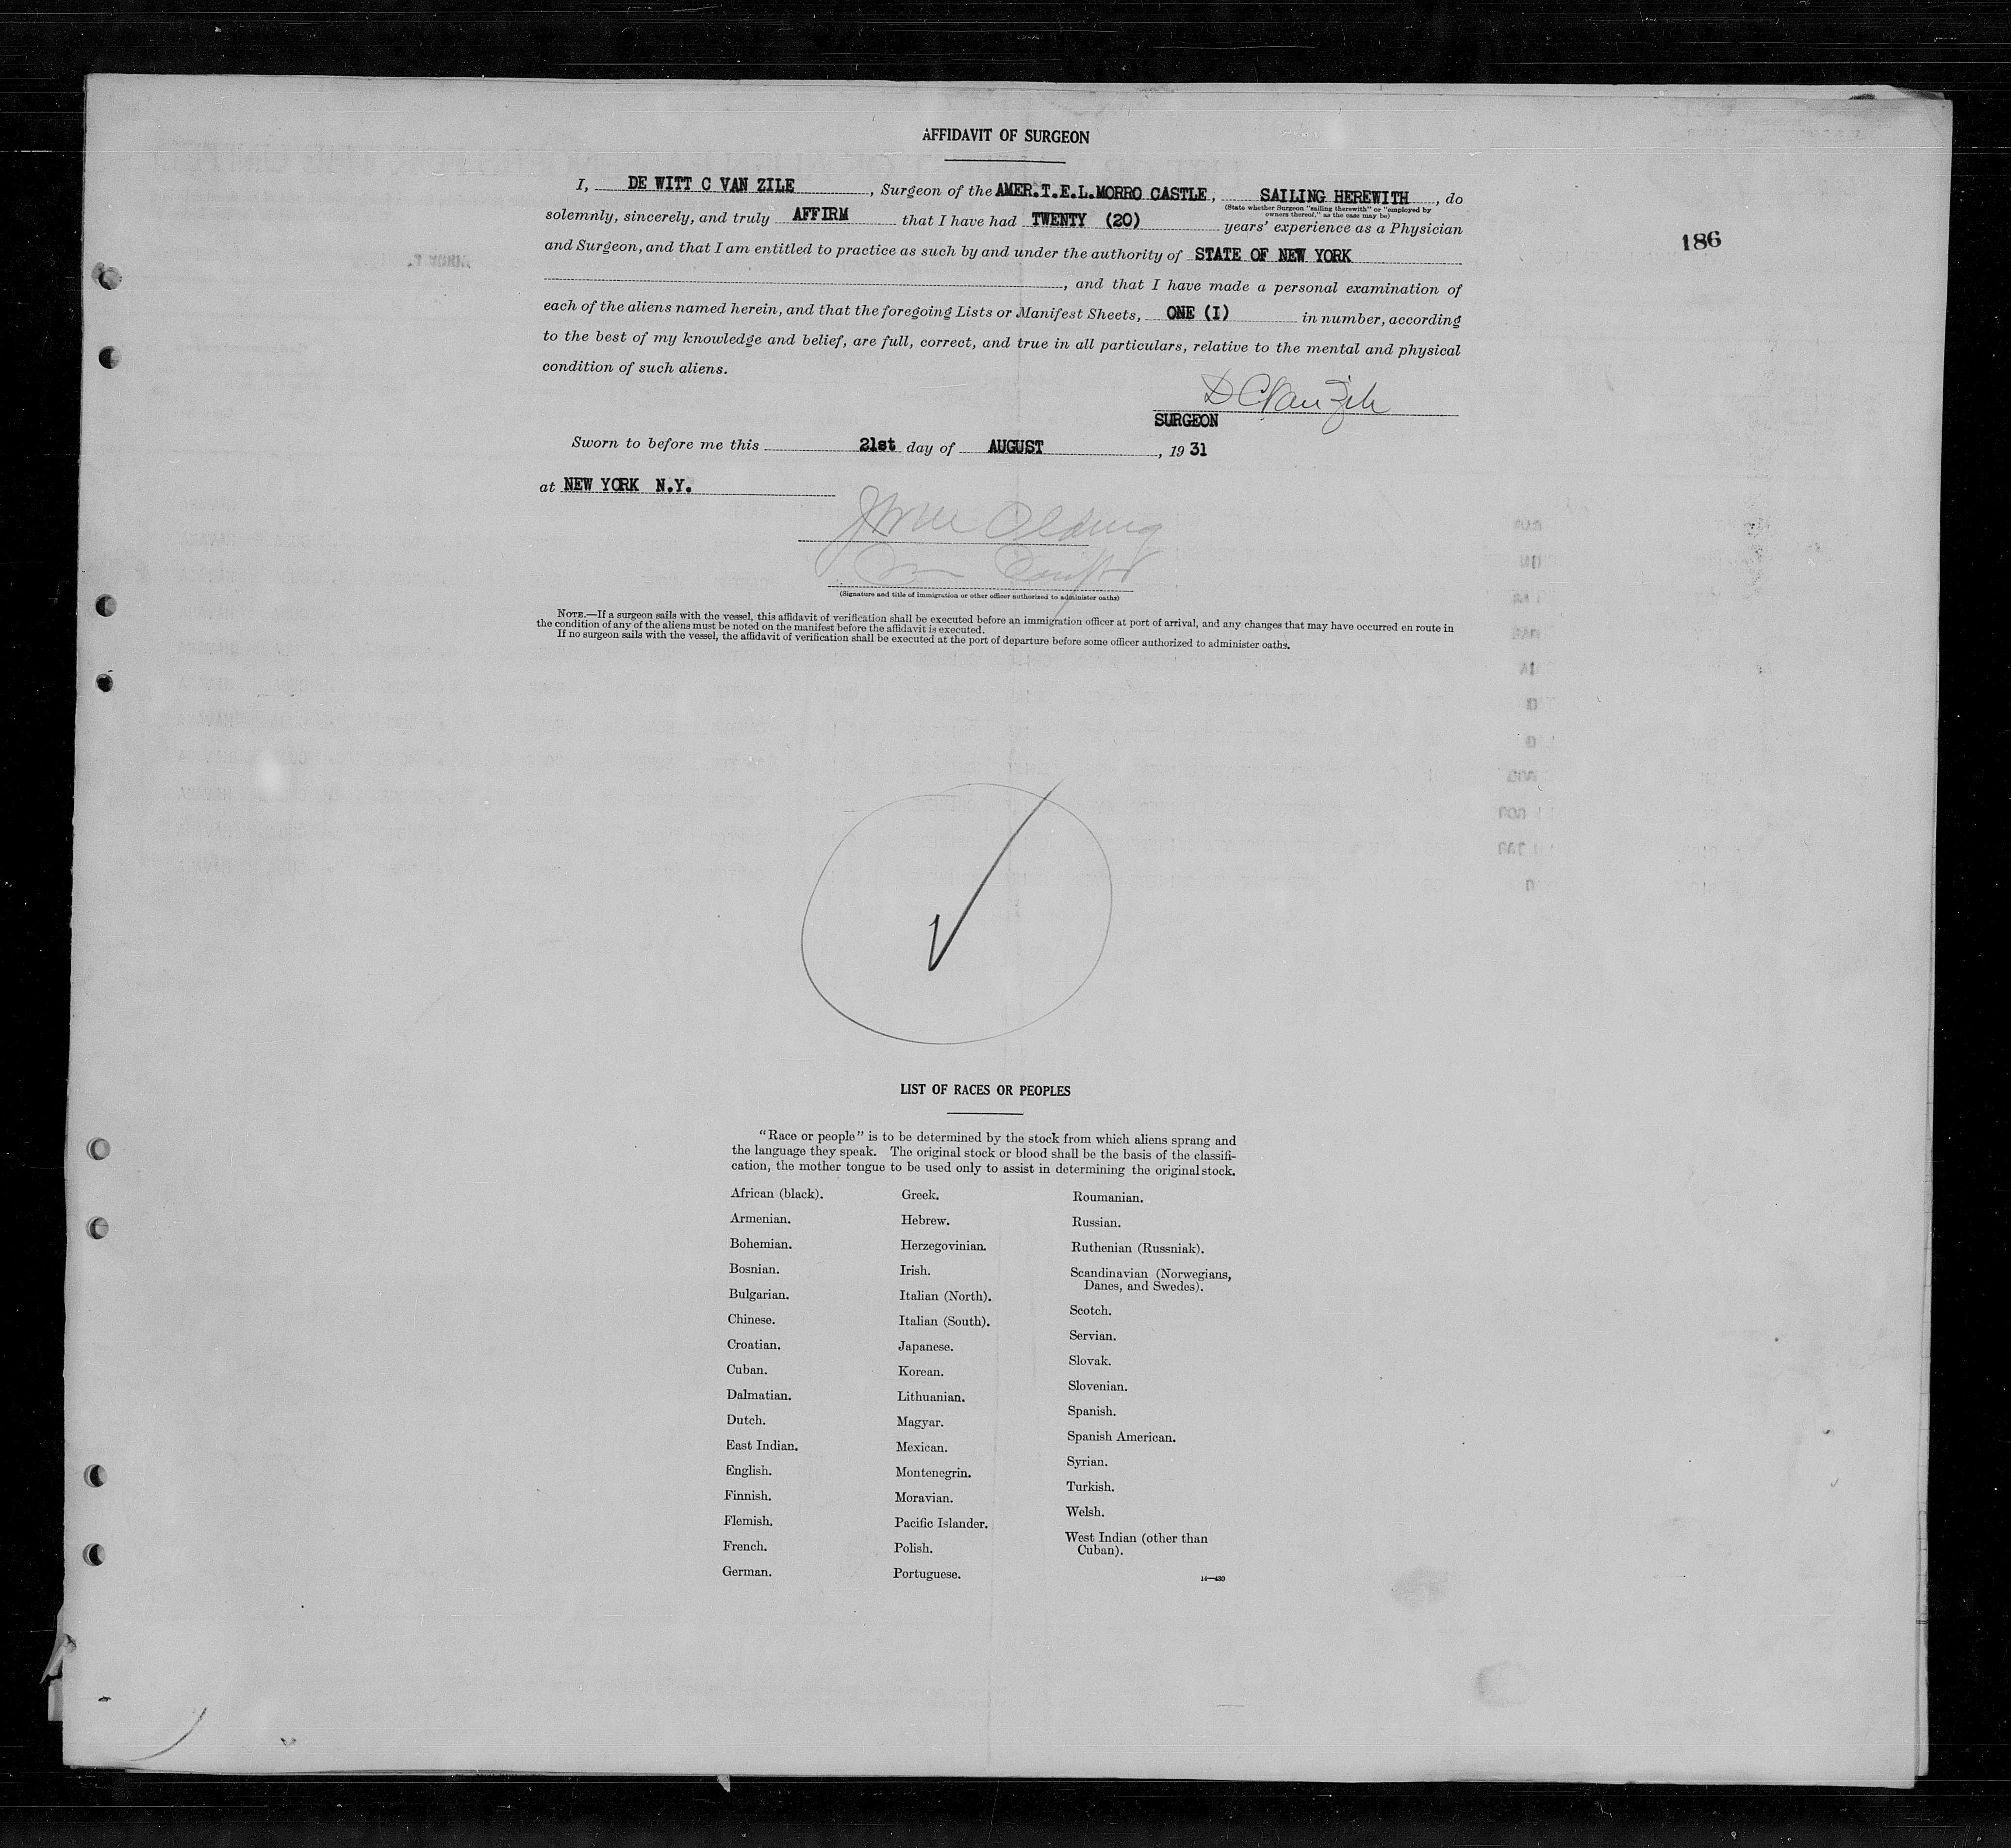 AFFIDAVIT OF SURGEON
I, DE WITT C VAN ZILE, Surgeon of the AMER.T.E.L.MORRO CASTLE, SAILING HEREWITH, do
(State whether Surgeon "sailing therewith" or "employed by
owners thereof," as the case may be)
solemnly, sincerely, and truly AFFIRM that I have had TWENTY (20) years' experience as a Physician
and Surgeon, and that I am entitled to practice as such by and under the authority of STATE OF NEW YORK
, and that I have made a personal examination of
each of the aliens named herein, and that the foregoing Lists or Manifest Sheets, ONE (I) in number, according
to the best of my knowledge and belief, are full, correct, and true in all particulars, relative to the mental and physical
condition of such aliens.
D C Van Zile
SURGEON
Sworn to before me this 21st day of AUGUST, 1931
at NEW YORK N.Y.
(Signature and title of immigration or other officer authorized to administer oaths)
NOTE.—If a surgeon sails with the vessel, this affidavit of verification shall be executed before an immigration officer at port of arrival, and any changes that may have occurred en route in
the condition of any of the aliens must be noted on the manifest before the affidavit is executed.
If no surgeon sails with the vessel, the affidavit of verification shall be executed at the port of departure before some officer authorized to administer oaths.
186
LIST OF RACES OR PEOPLES
"Race or people" is to be determined by the stock from which aliens sprang and
the language they speak. The original stock or blood shall be the basis of the classifi-
cation, the mother tongue to be used only to assist in determining the original stock.
African (black).
Armenian.
Bohemian.
Bosnian.
Bulgarian.
Chinese.
Croatian.
Cuban.
Dalmatian.
Dutch.
East Indian.
English.
Finnish.
Flemish.
French.
German.
Greek.
Hebrew.
Herzegovinian.
Irish.
Italian (North).
Italian (South).
Japanese.
Korean.
Lithuanian.
Magyar.
Mexican.
Montenegrin.
Moravian.
Pacific Islander.
Polish.
Portuguese.
Roumanian.
Russian.
Ruthenian (Russniak).
Scandinavian (Norwegians,
Danes, and Swedes).
Scotch.
Servian.
Slovak.
Slovenian.
Spanish.
Spanish American.
Syrian.
Turkish.
Welsh.
West Indian (other than
Cuban).
14—430